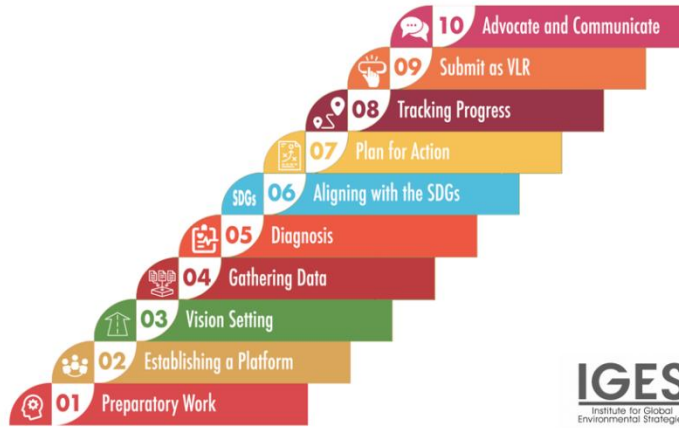 10 Advocate and Communicate
09 Submit as VLR
08 Tracking Progress
07 Plan for Action
SDGs 06 Aligning with the SDGs
05 Diagnosis
04 Gathering Data
03 Vision Setting
02 Establishing a Platform
01 Preparatory Work
IGES
Institute for Global
Environmental Strategie